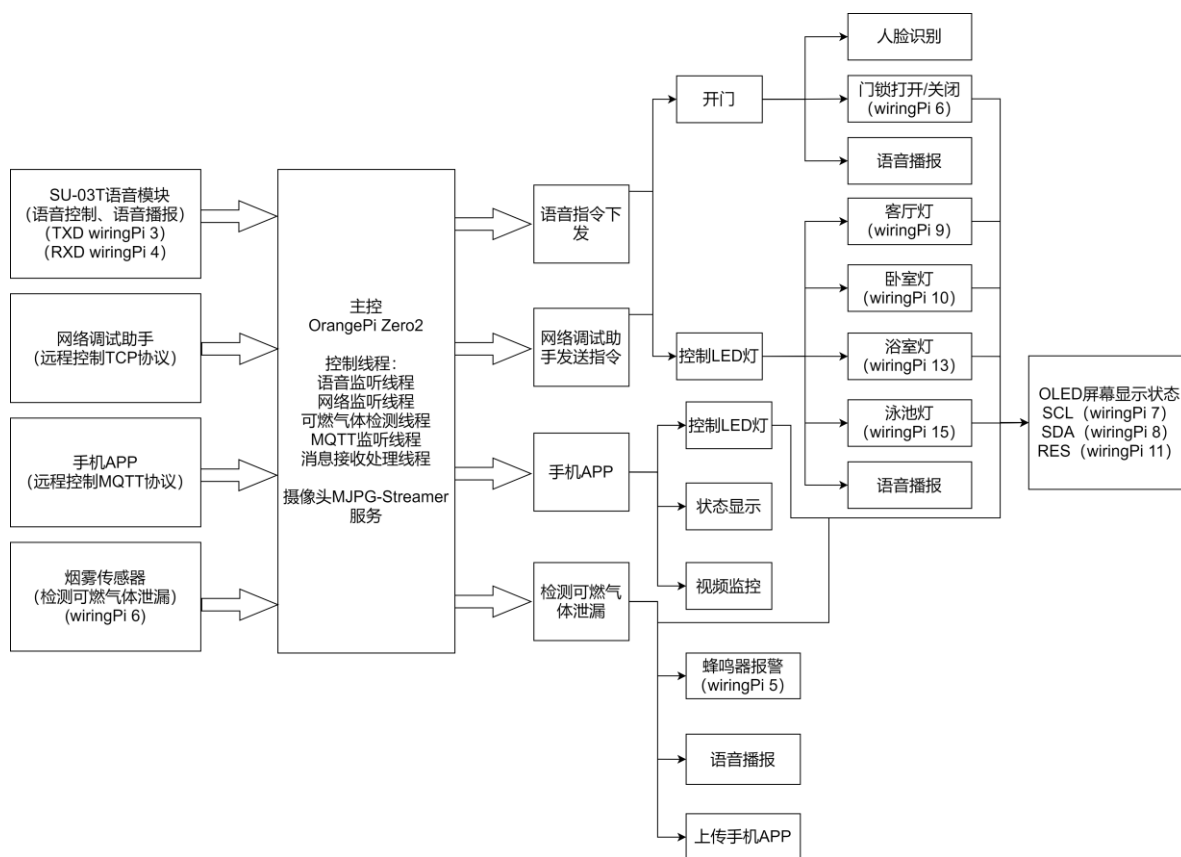 SU-03T语音模块
（语音控制、语音播报）
（TXD wiringPi 3）
（RXD wiringPi 4）
网络调试助手
（远程控制TCP协议）
手机APP
（远程控制MQTT协议）
烟雾传感器
（检测可燃气体泄漏）
(wiringPi 6)
主控
OrangePi Zero2
控制线程：
语音监听线程
网络监听线程
可燃气体检测线程
MQTT监听线程
消息接收处理线程
摄像头MJPG-Streamer
服务
语音指令下
发
网络调试助
手发送指令
手机APP
检测可燃气
体泄漏
开门
控制LED灯
控制LED灯
状态显示
视频监控
蜂鸣器报警
（wiringPi 5）
语音播报
上传手机APP
人脸识别
门锁打开/关闭
（wiringPi 6）
语音播报
客厅灯
（wiringPi 9）
卧室灯
（wiringPi 10）
浴室灯
（wiringPi 13）
泳池灯
（wiringPi 15）
语音播报
OLED屏幕显示状态
SCL（wiringPi 7）
SDA（wiringPi 8）
RES（wiringPi 11）